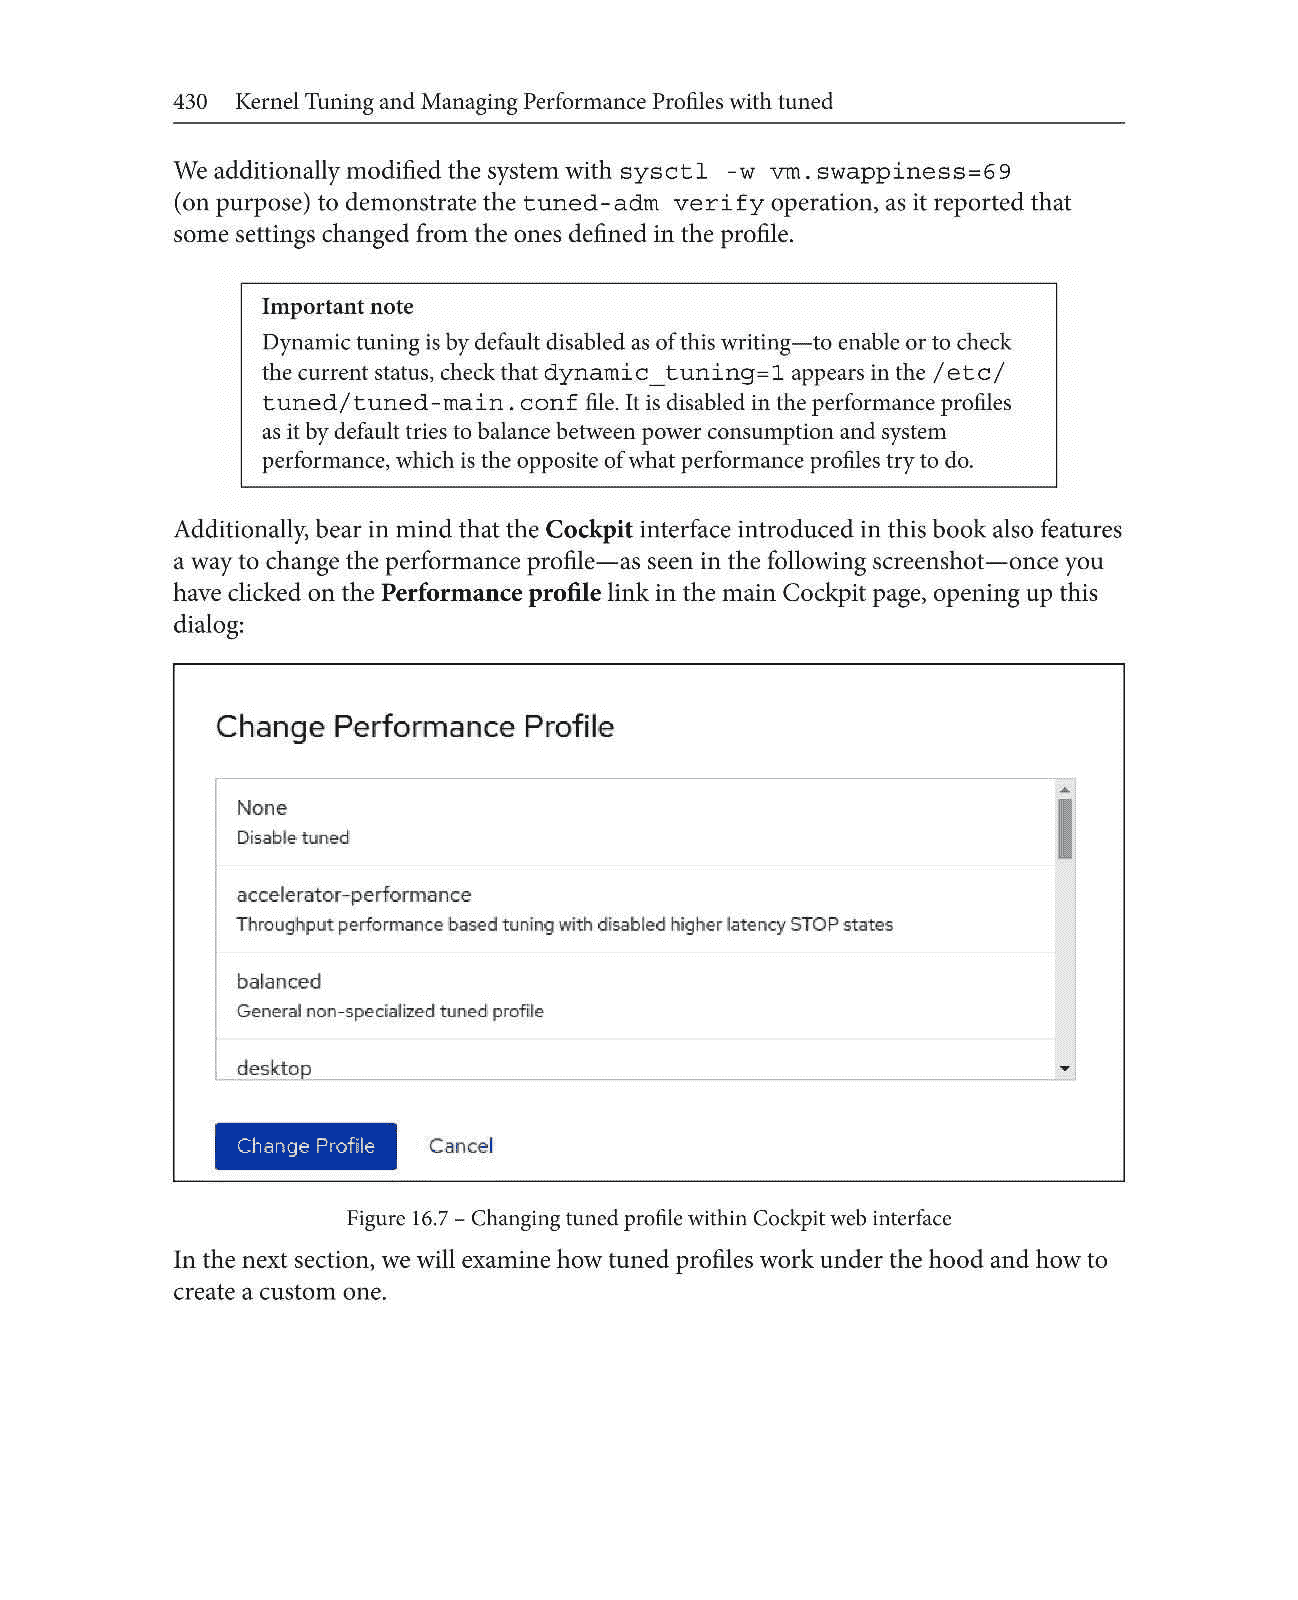 430 Kernel Tuning and Managing Performance Profiles with tuned
We additionally modified the system with sysctl -w vm.swappiness=69
(on purpose) to demonstrate the tuned-adm verify operation, as it reported that
some settings changed from the ones defined in the profile.
Important note
Dynamic tuning is by default disabled as of this writing—to enable or to check
the current status, check that dynamic_tuning=1 appears in the /etc/
tuned/tuned-main.conf file. It is disabled in the performance profiles
as it by default tries to balance between power consumption and system
performance, which is the opposite of what performance profiles try to do.
Additionally, bear in mind that the Cockpit interface introduced in this book also features
a way to change the performance profile—as seen in the following screenshot—once you
have clicked on the Performance profile link in the main Cockpit page, opening up this
dialog:
Change Performance Profile
None
Disable tuned
accelerator-performance
Throughput performance based tuning with disabled higher latency STOP states
balanced
General non-specialized tuned profile
desktop
Change Profile Cancel
Figure 16.7 – Changing tuned profile within Cockpit web interface
In the next section, we will examine how tuned profiles work under the hood and how to
create a custom one.